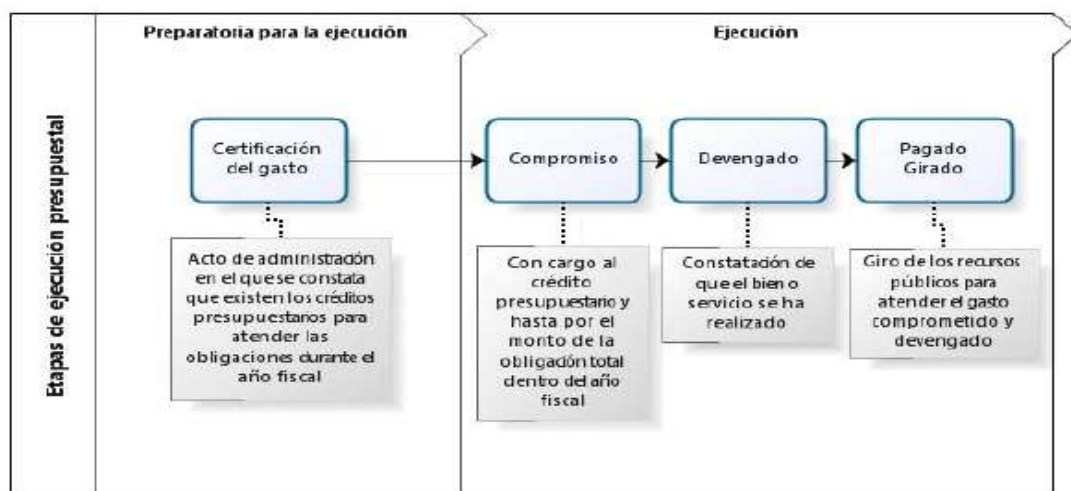 Preparatoria para la ejecución
Ejecución
Etapas de ejecución presupuestal
Certificación
del gasto
Compromiso
Devengado
Pagado
Girado
Acto de administración
en el que se constata
que existen los créditos
presupuestarios para
atender las
obligaciones durante el
año fiscal
Con cargo al
crédito
presupuestario y
hasta por el
monto de la
obligación total
dentro del año
fiscal
Constatación de
que el bien o
servicio se ha
realizado
Giro de los recursos
públicos para
atender el gasto
comprometido y
devengado